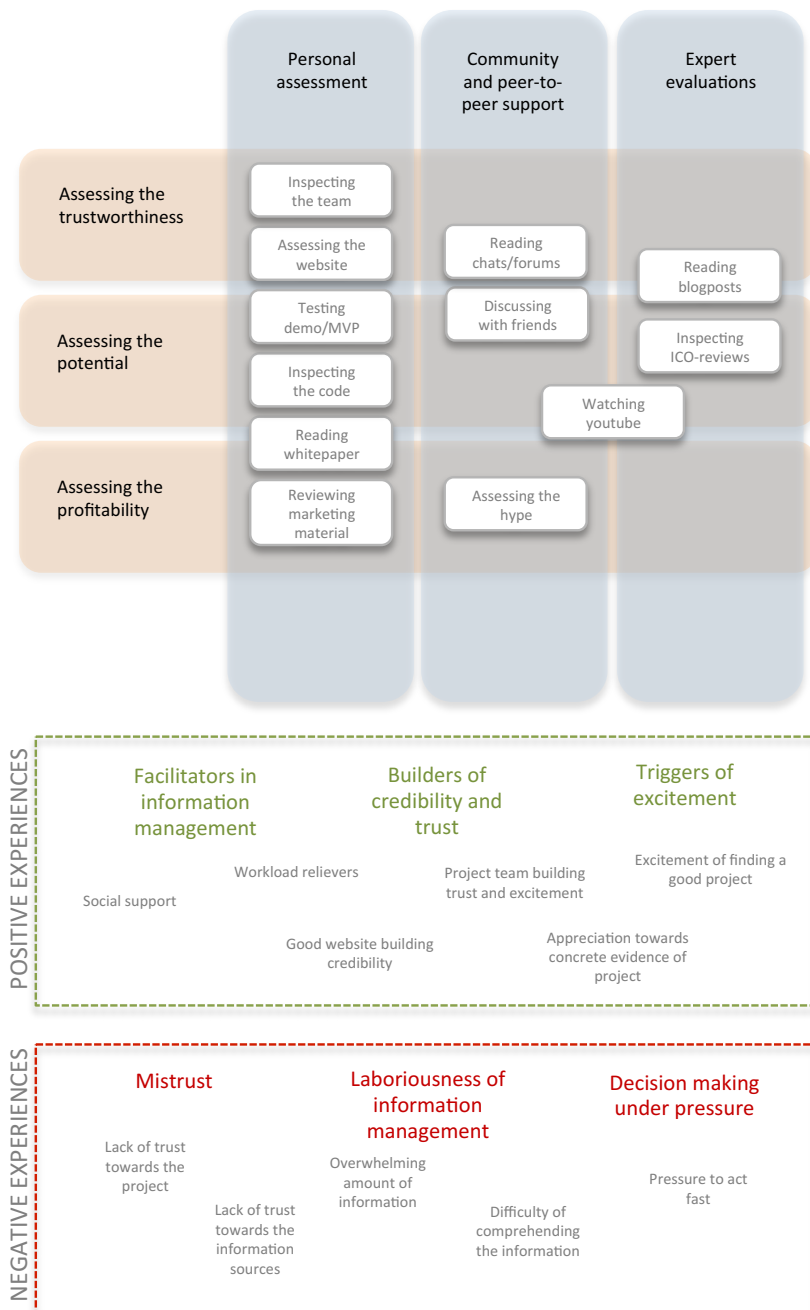 Personal
assessment
Community
and peer-to-
peer support
Expert
evaluations
Assessing the
trustworthiness
Inspecting
the team
Assessing the
website
Reading
chats/forums
Reading
blogposts
Assessing the
potential
Testing
demo/MVP
Discussing
with friends
Inspecting
ICO-reviews
Inspecting
the code
Watching
youtube
Reading
whitepaper
Assessing the
profitability
Reviewing
marketing
material
Assessing the
hype
POSITIVE EXPERIENCES
Facilitators in
information
management
Builders of
credibility and
trust
Triggers of
excitement
Social support
Workload relievers
Project team building
trust and excitement
Excitement of finding a
good project
Good website building
credibility
Appreciation towards
concrete evidence of
project
NEGATIVE EXPERIENCES
Mistrust
Laboriousness of
information
management
Decision making
under pressure
Lack of trust
towards the
project
Lack of trust
towards the
information
sources
Overwhelming
amount of
information
Difficulty of
comprehending
the information
Pressure to act
fast